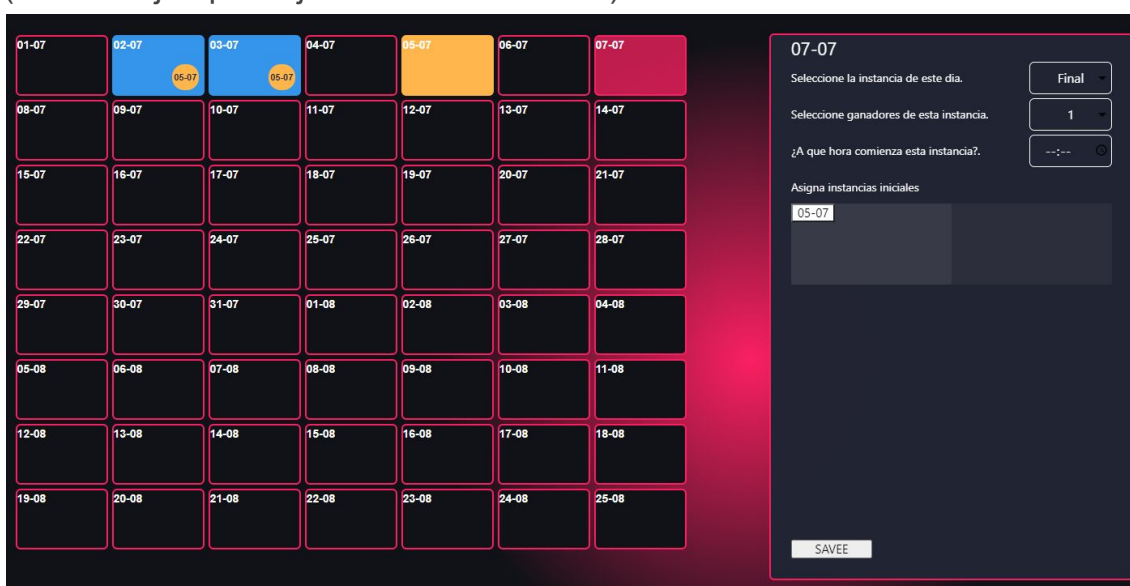 01-07 02-07 03-07 04-07 05-07 06-07 07-07
05-07 05-07
08-07 09-07 10-07 11-07 12-07 13-07 14-07
15-07 16-07 17-07 18-07 19-07 20-07 21-07
22-07 23-07 24-07 25-07 26-07 27-07 28-07
29-07 30-07 31-07 01-08 02-08 03-08 04-08
05-08 06-08 07-08 08-08 09-08 10-08 11-08
12-08 13-08 14-08 15-08 16-08 17-08 18-08
19-08 20-08 21-08 22-08 23-08 24-08 25-08
07-07
Seleccione la instancia de este dia. Final
Seleccione ganadores de esta instancia. 1
¿A que hora comienza esta instancia?. --:--
Asigna instancias iniciales
05-07
SAVEE